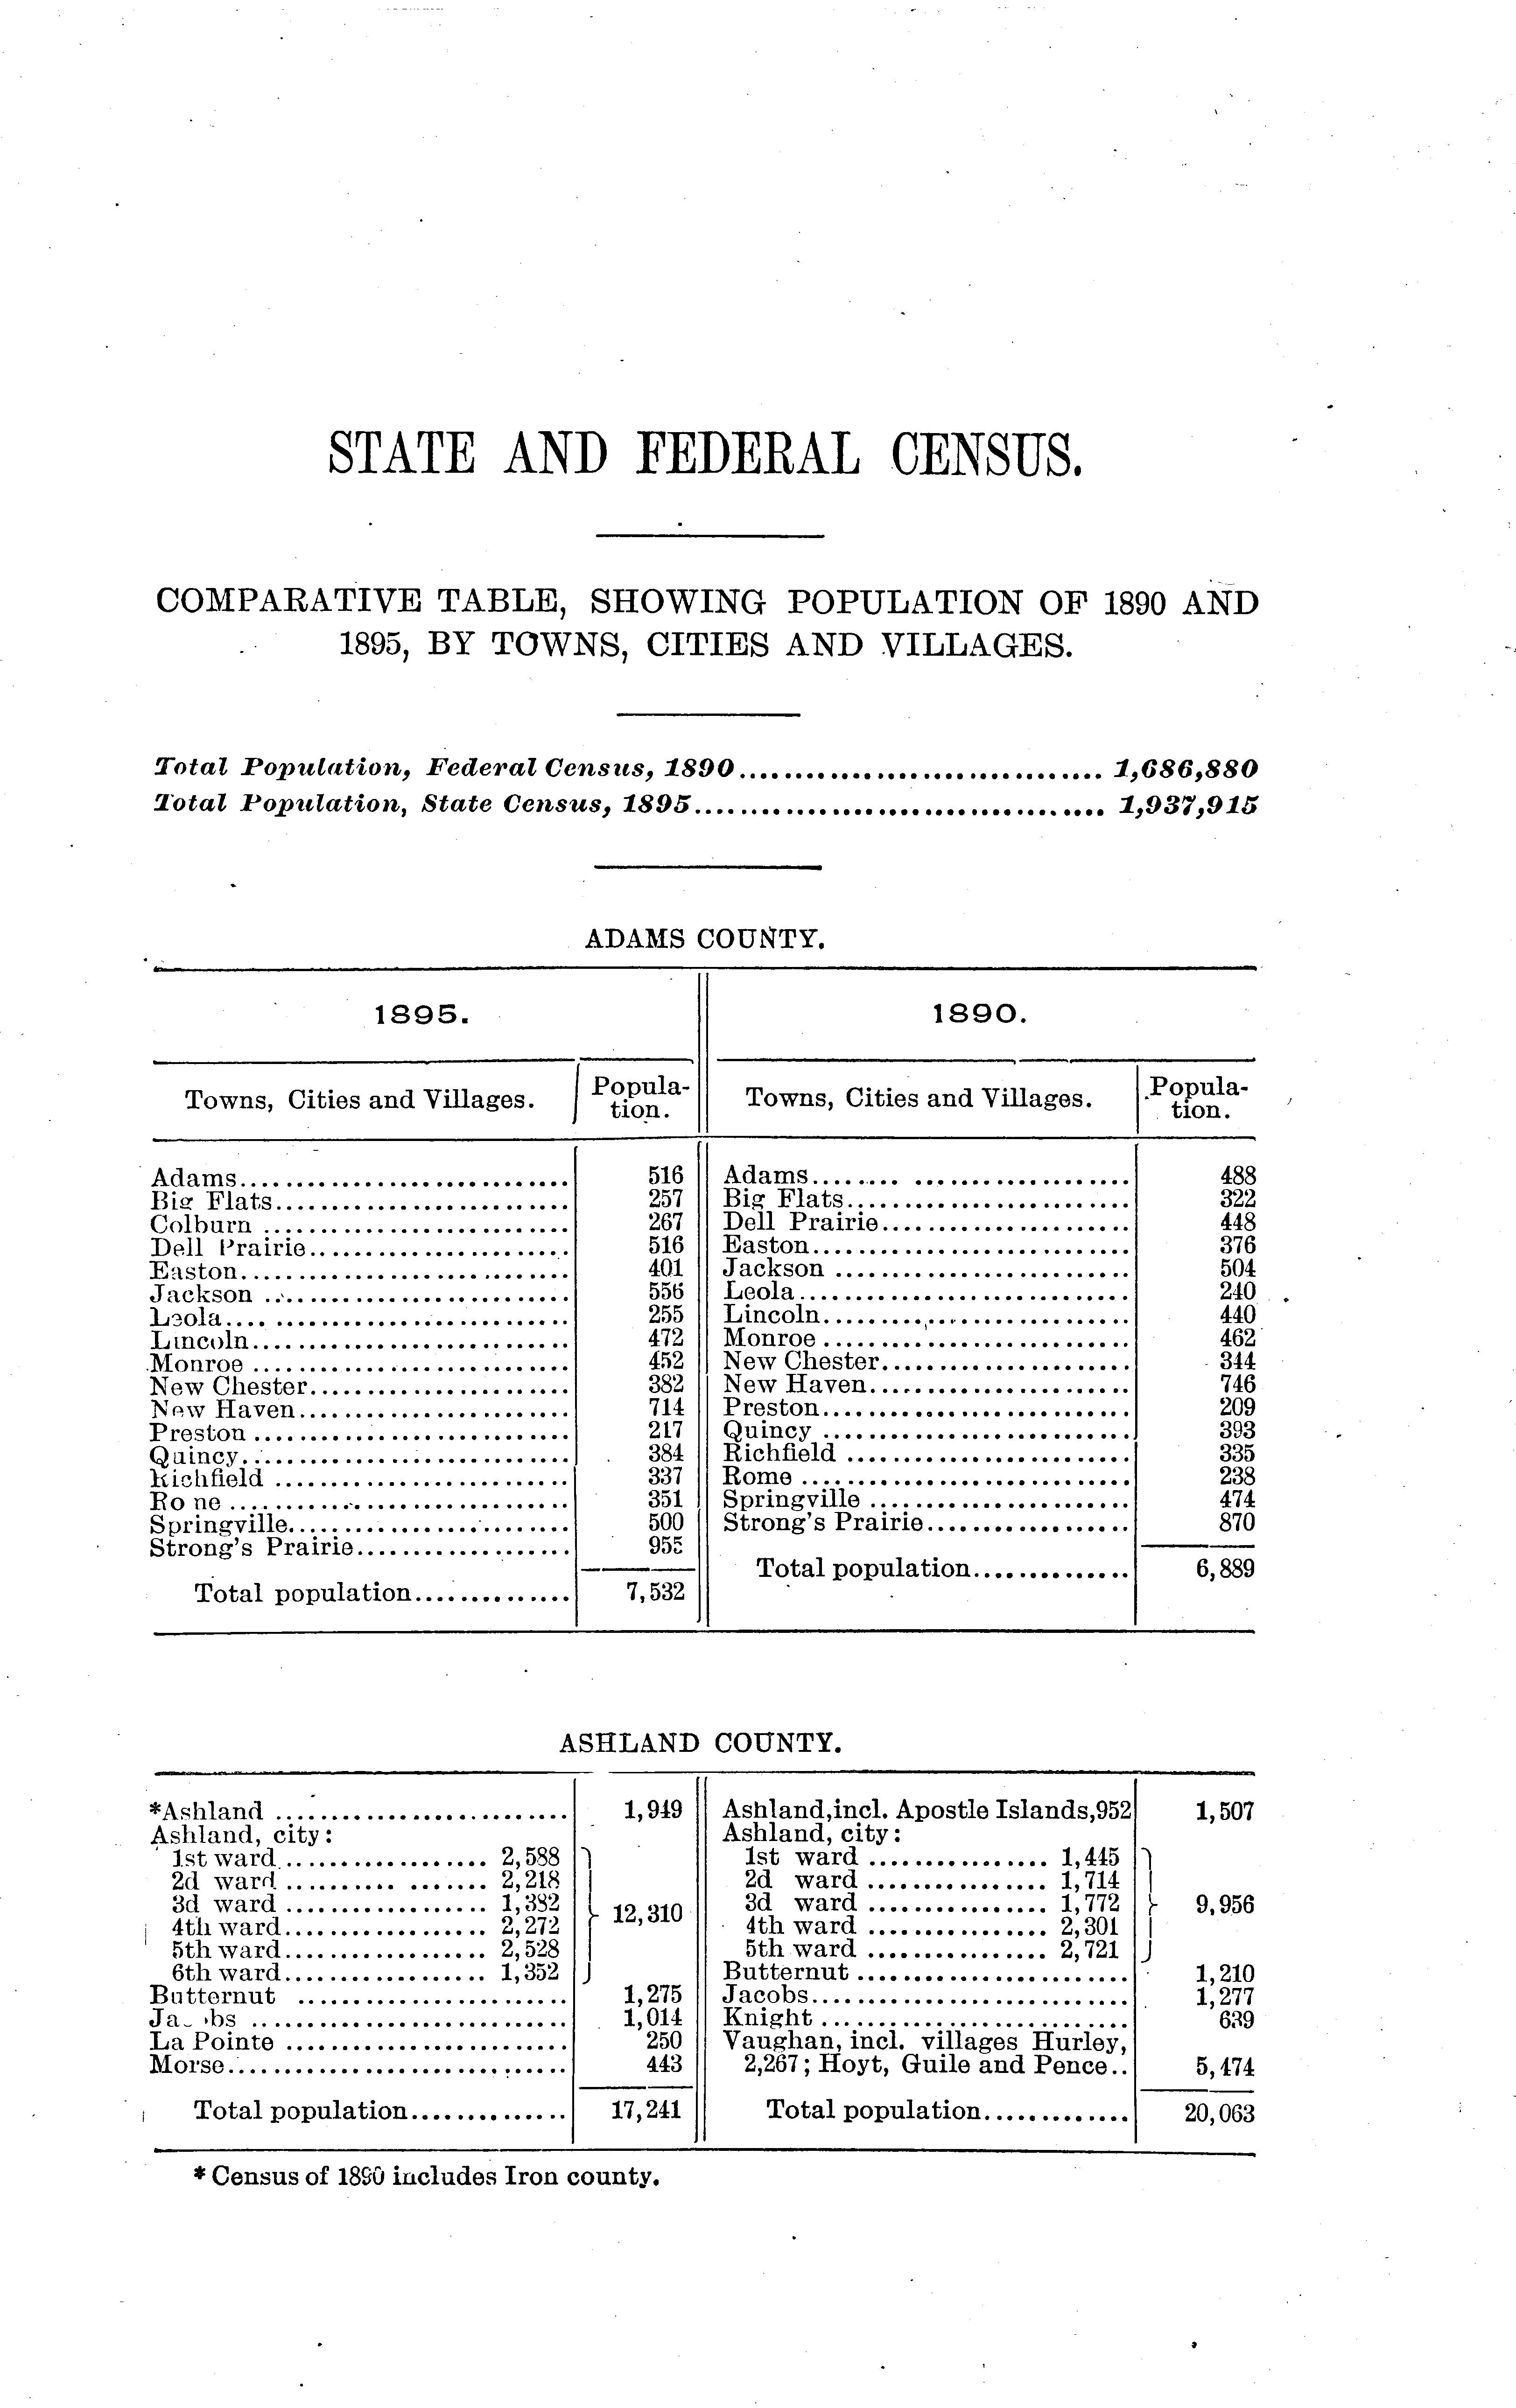 STATE AND FEDERAL CENSUS.
COMPARATIVE TABLE, SHOWING POPULATION OF 1890 AND
1895, BY TOWNS, CITIES AND VILLAGES.
Total Population, Federal Census, 1890 1,686,880
Total Population, State Census, 1895 1,937,915
ADAMS COUNTY.
1895.
Towns, Cities and Villages. Popula-
tion.
Adams 516
Big Flats 257
Colburn 267
Dell Prairie 516
Easton 401
Jackson 556
Leola 255
Lincoln 472
Monroe 452
New Chester 382
New Haven 714
Preston 217
Quincy 384
Richfield 337
Ro ne 351
Springville 500
Strong's Prairie 955
Total population 7,532
1890.
Towns, Cities and Villages. Popula-
tion.
Adams 488
Big Flats 322
Dell Prairie 448
Easton 376
Jackson 504
Leola 240
Lincoln 440
Monroe 462
New Chester 344
New Haven 746
Preston 209
Quincy 393
Richfield 335
Rome 238
Springville 474
Strong's Prairie 870
Total population 6,889
ASHLAND COUNTY.
*Ashland 1,949
Ashland, city:
1st ward 2,588
2d ward 2,218
3d ward 1,382
4th ward 2,272
5th ward 2,528
6th ward 1,352
12,310
Butternut 1,275
1,014
La Pointe 250
Morse 443
Total population 17,241
Ashland, incl. Apostle Islands, 952 1,507
Ashland, city:
1st ward 1,445
2d ward 1,714
3d ward 1,772
4th ward 2,301
5th ward 2,721
9,956
Butternut 1,210
Jacobs 1,277
Knight 639
Vaughan, incl. villages Hurley,
2,267; Hoyt, Guile and Pence 5,474
Total population 20,063
* Census of 1890 includes Iron county.